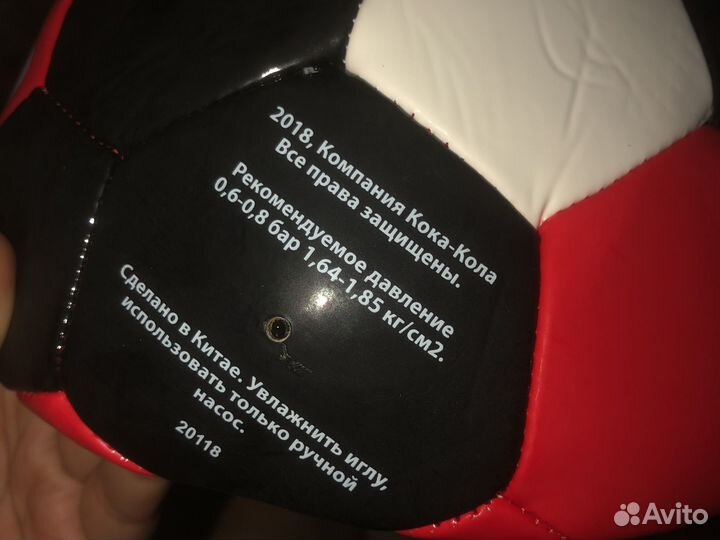 2018, Компания Кока-Кола
Все права защищены.
Рекомендуемое давление
0,6-0,8 бар 1,64-1,85 кг/см2.
Сделано в Китае. Увлажнить иглу,
использовать только ручной
насос.
20118
Avito